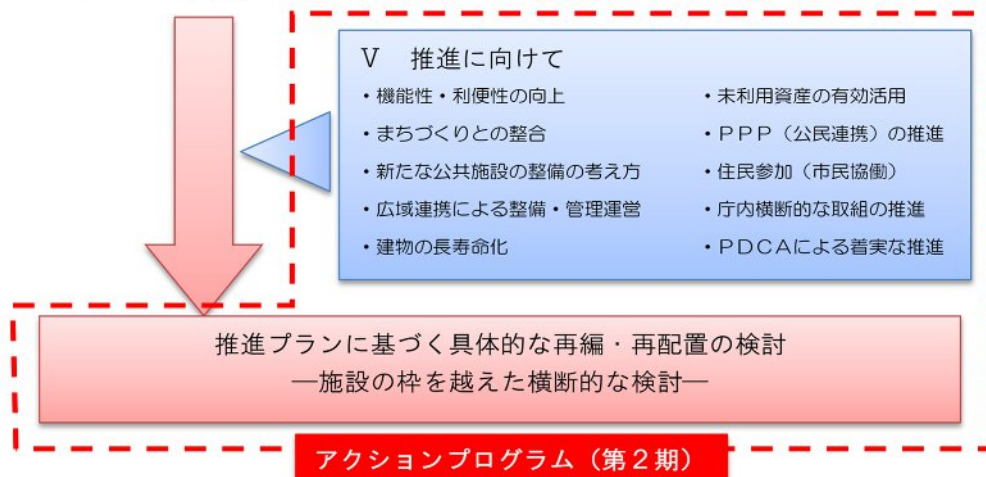 Ⅴ　推進に向けて
・機能性・利便性の向上
・まちづくりとの整合
・新たな公共施設の整備の考え方
・広域連携による整備・管理運営
・建物の長寿命化
・未利用資産の有効活用
・ＰＰＰ（公民連携）の推進
・住民参加（市民協働）
・庁内横断的な取組の推進
・ＰＤＣＡによる着実な推進
推進プランに基づく具体的な再編・再配置の検討
―施設の枠を越えた横断的な検討―
アクションプログラム（第２期）